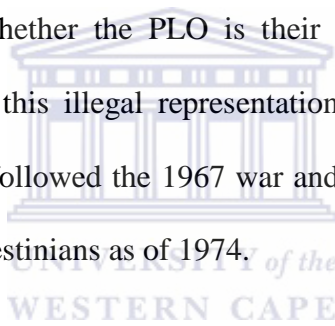 hether the PLO is their
this illegal representation
ollowed the 1967 war and
estinians as of 1974.
UNIVERSITY of the
WESTERN CAPE